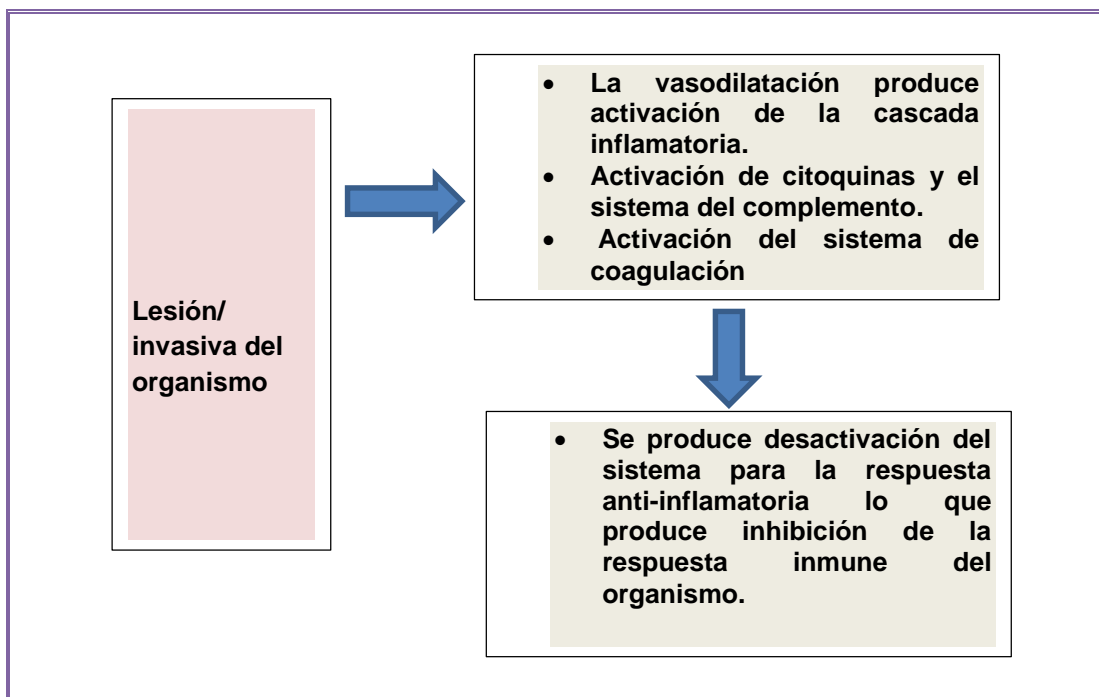 Lesión/
invasiva del
organismo
• La vasodilatación produce
activación de la cascada
inflamatoria.
• Activación de citoquinas y el
sistema del complemento.
• Activación del sistema de
coagulación
• Se produce desactivación del
sistema para la respuesta
anti-inflamatoria lo que
produce inhibición de la
respuesta inmune del
organismo.